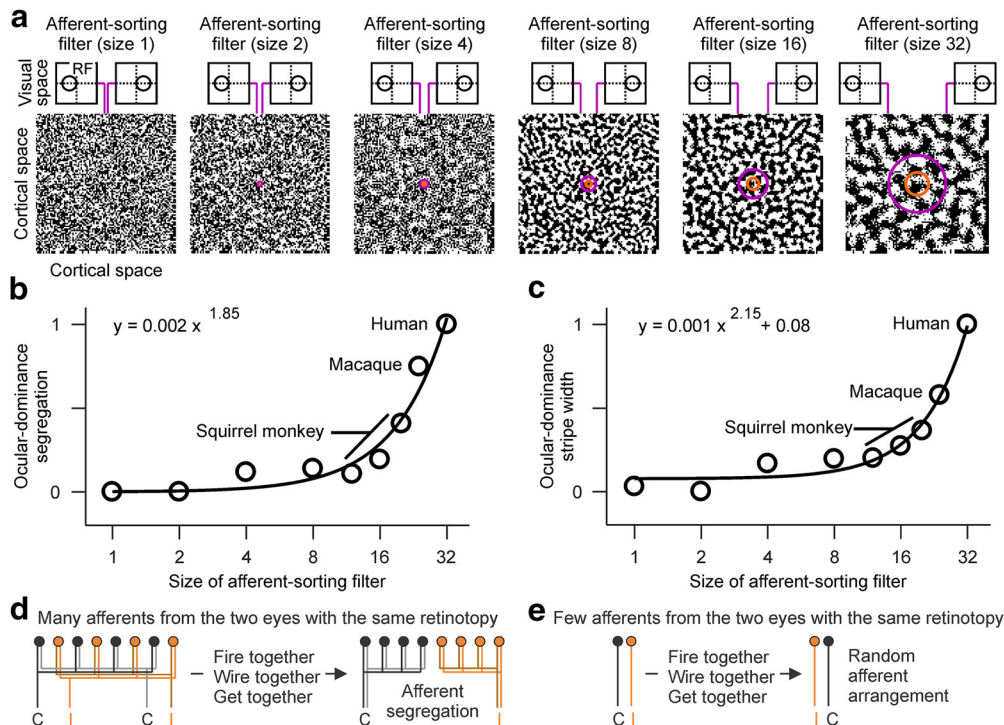 a
Afferent-sorting filter (size 1)
Afferent-sorting filter (size 2)
Afferent-sorting filter (size 4)
Afferent-sorting filter (size 8)
Afferent-sorting filter (size 16)
Afferent-sorting filter (size 32)
Visual space
RF
Cortical space
Cortical space
b
y = 0.002 x 1.85
Human
Macaque
Squirrel monkey
Ocular-dominance segregation
1
0
1 2 4 8 16 32
Size of afferent-sorting filter
c
y = 0.001 x 2.15 + 0.08
Human
Macaque
Squirrel monkey
Ocular-dominance stripe width
1
0
1 2 4 8 16 32
Size of afferent-sorting filter
d
Many afferents from the two eyes with the same retinotopy
Fire together
Wire together
Get together
Afferent
segregation
C I C I C I
e
Few afferents from the two eyes with the same retinotopy
Fire together
Wire together
Get together
Random
afferent
arrangement
C I I C